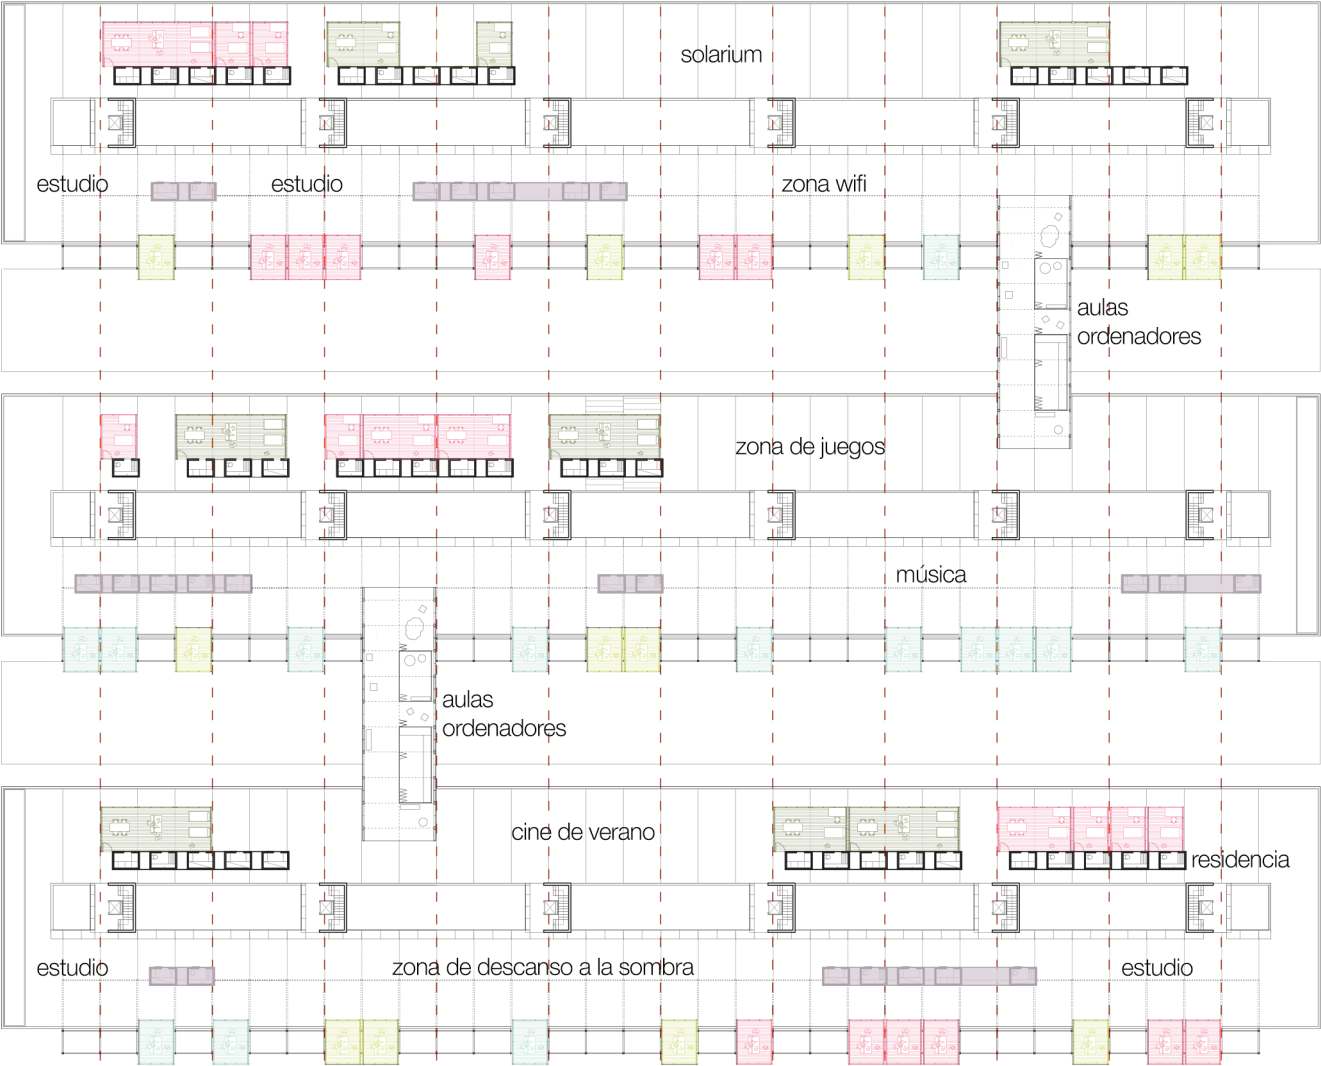 solarium
estudio
estudio
zona wifi
aulas
ordenadores
zona de juegos
música
aulas
ordenadores
cine de verano
residencia
estudio
zona de descanso a la sombra
estudio